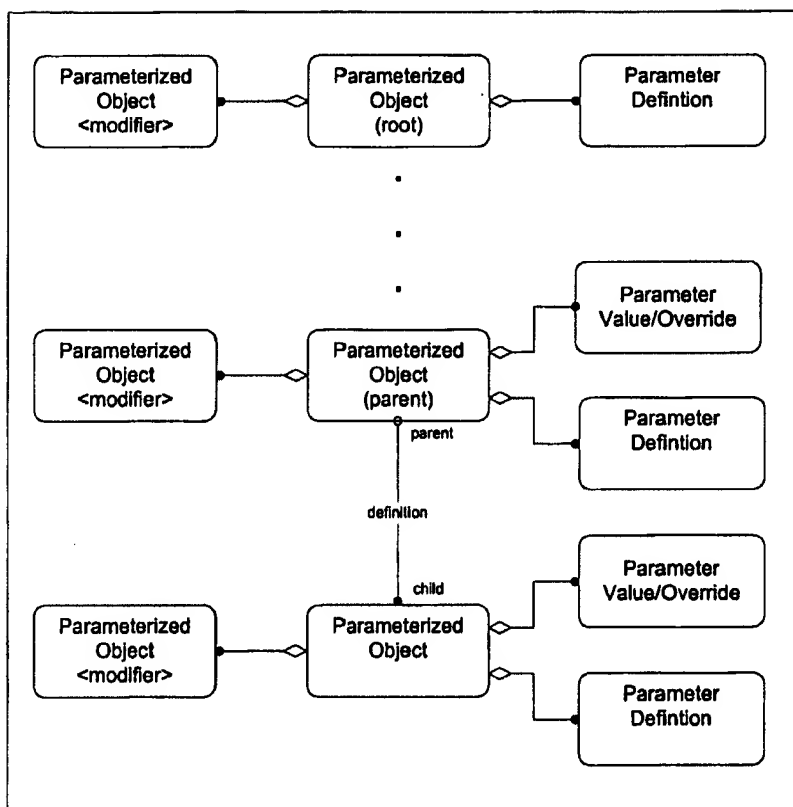 Parameterized
Object
<modifier>
Parameterized
Object
(root)
Parameter
Defintion
Parameterized
Object
<modifier>
Parameterized
Object
(parent)
Parameter
Value/Override
Parameter
Defintion
parent
definition
child
Parameterized
Object
<modifier>
Parameterized
Object
Parameter
Value/Override
Parameter
Defintion